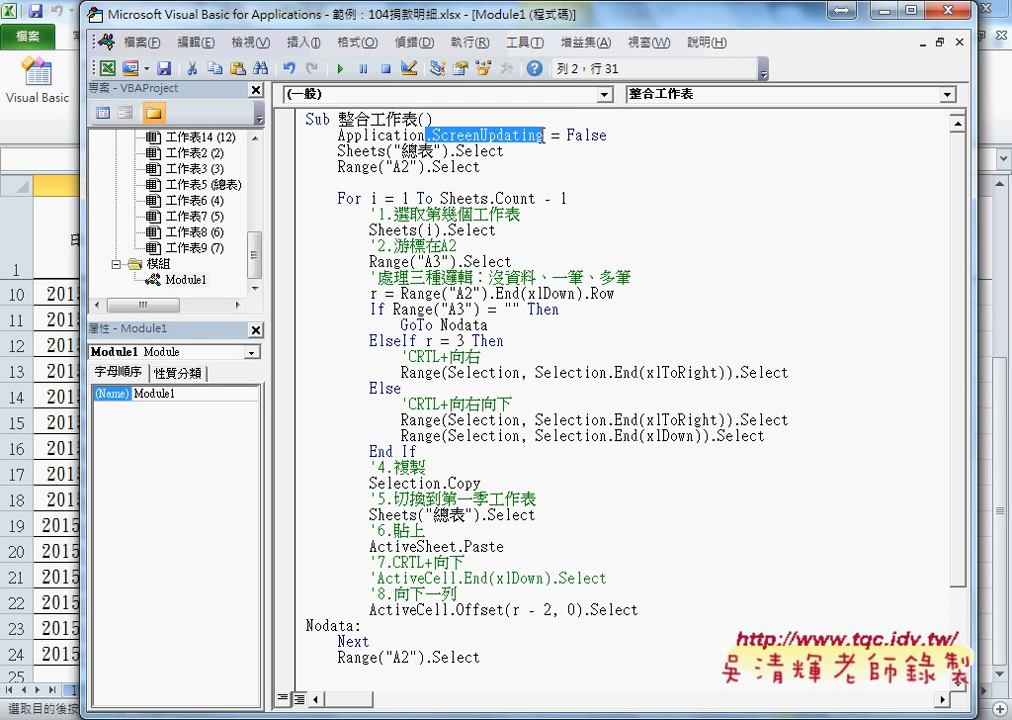 Microsoft Visual Basic for Applications - 範例：104捐款明細.xlsx - [Module1 (程式碼)]
檔案
檔案(F) 編輯(E) 檢視(V) 插入(I) 格式(O) 偵錯(D) 執行(R) 工具(T) 增益集(A) 視窗(W) 說明(H)
Visual Basic
列 2，行 31
專案 - VBAProject
工作表14 (12)
工作表2 (2)
工作表3 (3)
工作表5 (總表)
工作表6 (4)
工作表7 (5)
工作表8 (6)
工作表9 (7)
模組
Module1
屬性 - Module1
Module1 Module
字母順序 性質分類
(Name) Module1
(一般) 整合工作表
Sub 整合工作表()
Application.ScreenUpdating = False
Sheets("總表").Select
Range("A2").Select
For i = 1 To Sheets.Count - 1
'1.選取第幾個工作表
Sheets(i).Select
'2.游標在A2
Range("A3").Select
'處理三種邏輯：沒資料、一筆、多筆
r = Range("A2").End(xlDown).Row
If Range("A3") = "" Then
GoTo Nodata
ElseIf r = 3 Then
'CRTL+向右
Range(Selection, Selection.End(xlToRight)).Select
Else
'CRTL+向右向下
Range(Selection, Selection.End(xlToRight)).Select
Range(Selection, Selection.End(xlDown)).Select
End If
'4.複製
Selection.Copy
'5.切換到第一季工作表
Sheets("總表").Select
'6.貼上
ActiveSheet.Paste
'7.CRTL+向下
'ActiveCell.End(xlDown).Select
'8.向下一列
ActiveCell.Offset(r - 2, 0).Select
Nodata:
Next
Range("A2").Select
1
10 2015
11 2015
12 2015
13 2015
14 2015
15 2015
16 2015
17 2015
18 2015
19 2015
20 2015
21 2015
22 2015
23 2015
24 2015
25
選取目的後按
http://www.tqc.idv.tw/
吳清輝老師錄製